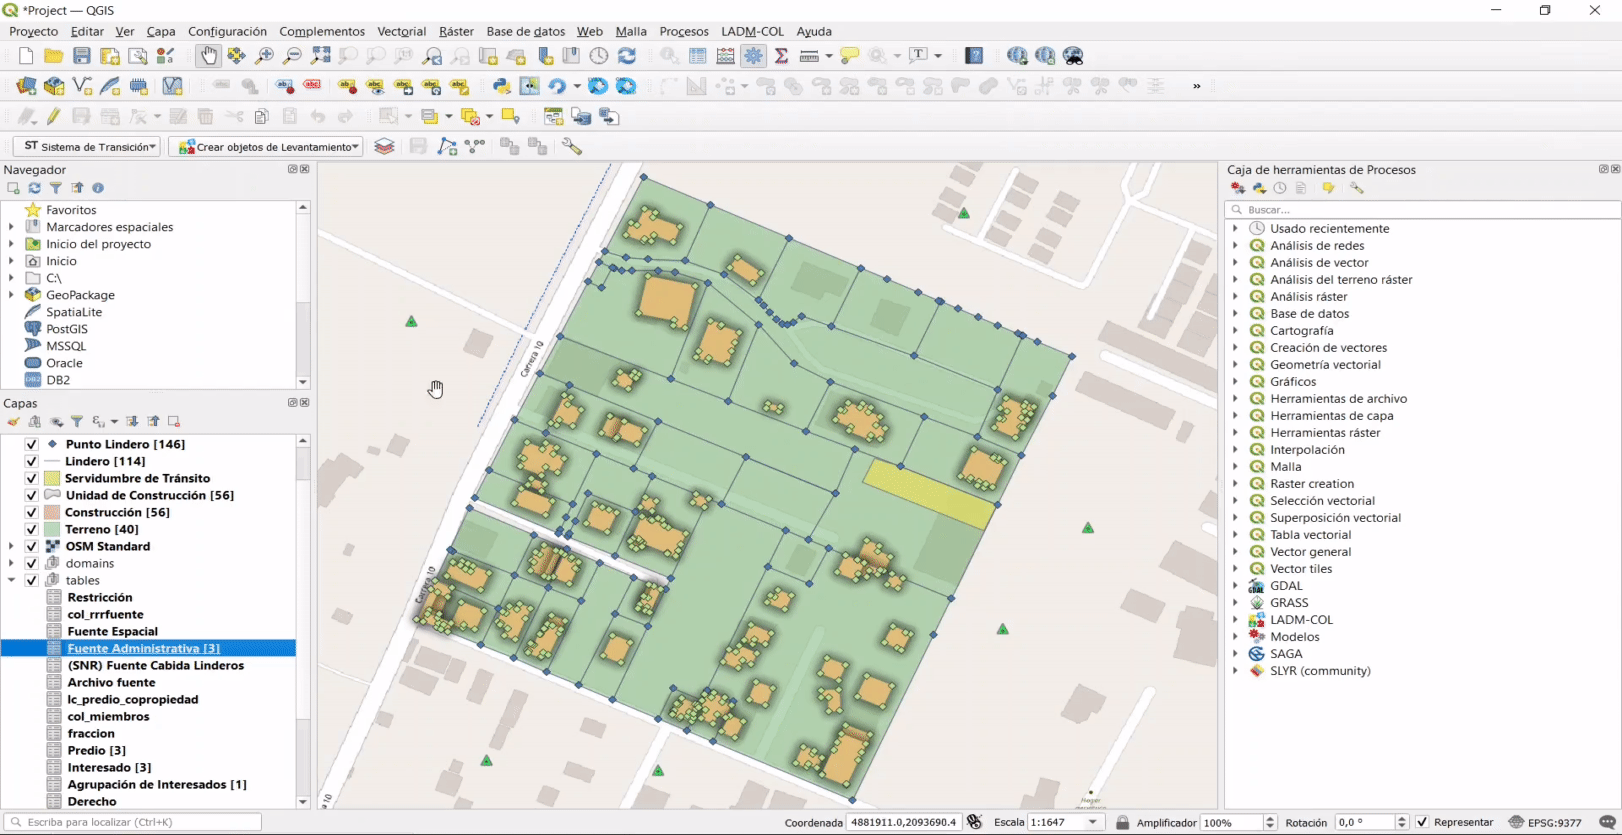 *Project — QGIS
Proyecto Editar Ver Capa Configuración Complementos Vectorial Ráster Base de datos Web Malla Procesos LADM-COL Ayuda
ST Sistema de Transición Crear objetos de Levantamiento
Navegador
Favoritos
Marcadores espaciales
Inicio del proyecto
Inicio
C:\
GeoPackage
SpatiaLite
PostGIS
MSSQL
Oracle
DB2
Capas
Punto Lindero [146]
Lindero [114]
Servidumbre de Tránsito
Unidad de Construcción [56]
Construcción [56]
Terreno [40]
OSM Standard
domains
tables
Restricción
col_rrrfuente
Fuente Espacial
Fuente Administrativa [3]
(SNR) Fuente Cabida Linderos
Archivo fuente
lc_predio_copropiedad
col_miembros
fraccion
Predio [3]
Interesado [3]
Agrupación de Interesados [1]
Derecho
Carrera 10
Carrera 10
Caja de herramientas de Procesos
Buscar...
Usado recientemente
Análisis de redes
Análisis de vector
Análisis del terreno ráster
Análisis ráster
Base de datos
Cartografía
Creación de vectores
Geometría vectorial
Gráficos
Herramientas de archivo
Herramientas de capa
Herramientas ráster
Interpolación
Malla
Raster creation
Selección vectorial
Superposición vectorial
Tabla vectorial
Vector general
Vector tiles
GDAL
GRASS
LADM-COL
Modelos
SAGA
SLYR (community)
Escriba para localizar (Ctrl+K) Coordenada 4881911.0,2093690.4 Escala 1:1647 Amplificador 100% Rotación 0,0 ° Representar EPSG:9377